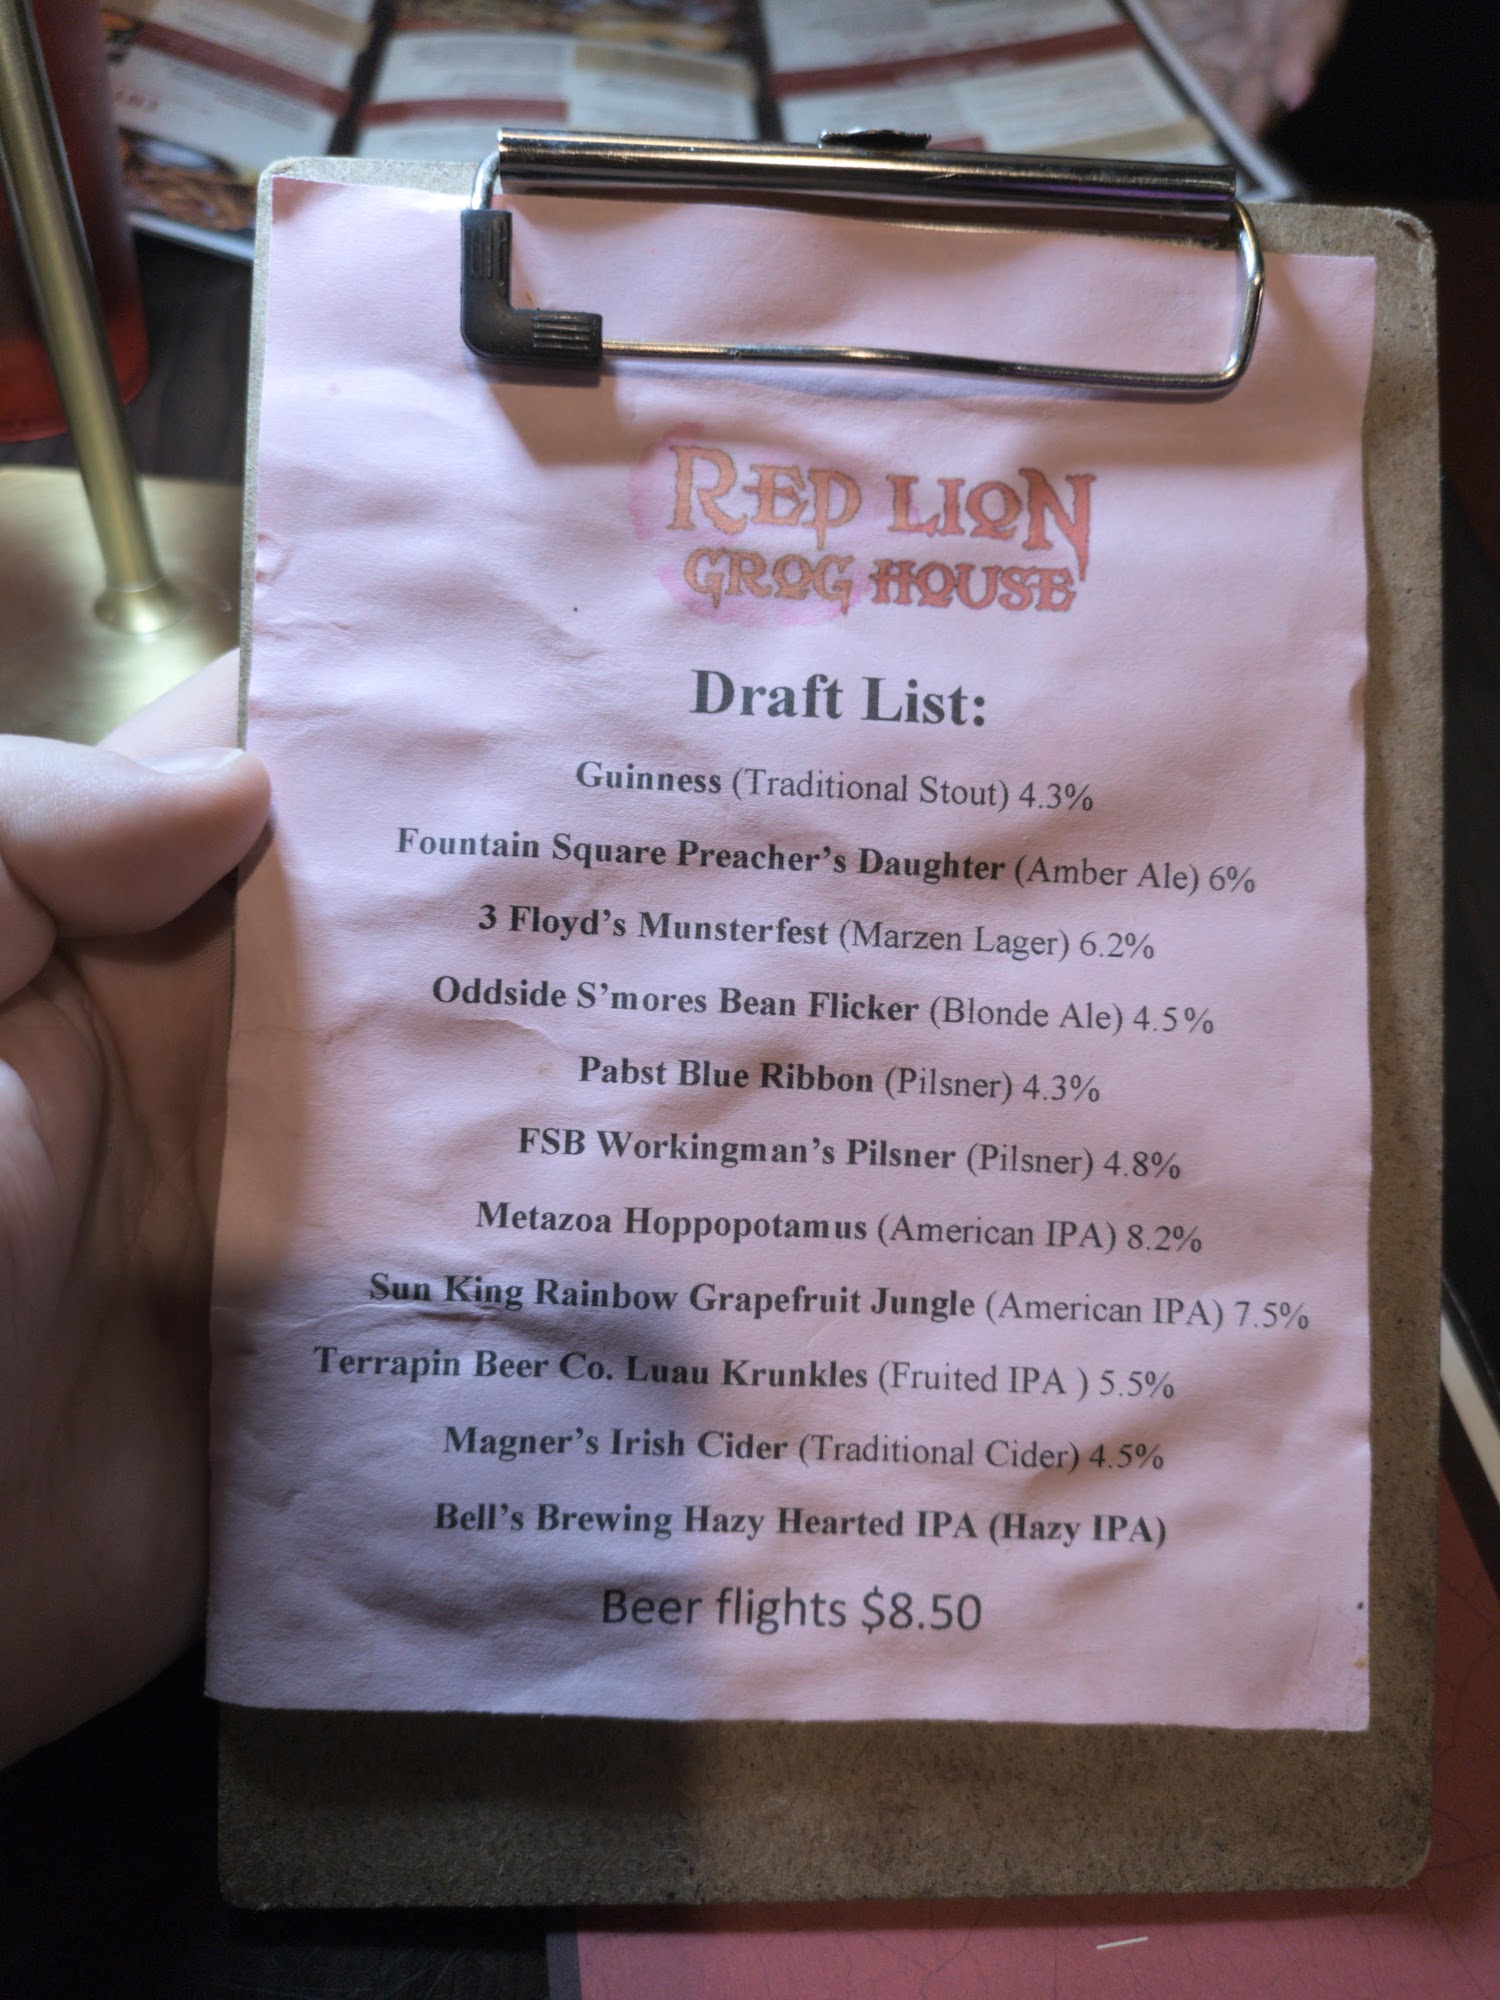 RED LION
GROG HOUSE
Draft List:
Guinness (Traditional Stout) 4.3%
Fountain Square Preacher's Daughter (Amber Ale) 6%
3 Floyd's Munsterfest (Marzen Lager) 6.2%
Oddside S'mores Bean Flicker (Blonde Ale) 4.5%
Pabst Blue Ribbon (Pilsner) 4.3%
FSB Workingman's Pilsner (Pilsner) 4.8%
Metazoa Hoppopotamus (American IPA) 8.2%
Sun King Rainbow Grapefruit Jungle (American IPA) 7.5%
Terrapin Beer Co. Luau Krunkles (Fruited IPA ) 5.5%
Magner's Irish Cider (Traditional Cider) 4.5%
Bell's Brewing Hazy Hearted IPA (Hazy IPA)
Beer flights $8.50